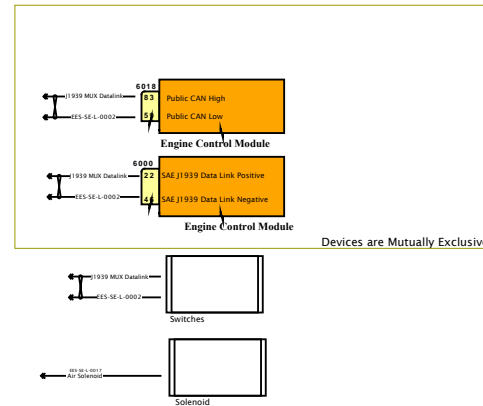 6018
J1939 MUX Datalink
83
Public CAN High
EES-SE-L-0002
59
Public CAN Low
Engine Control Module
6000
J1939 MUX Datalink
22
SAE J1939 Data Link Positive
EES-SE-L-0002
46
SAE J1939 Data Link Negative
Engine Control Module
Devices are Mutually Exclusive
J1939 MUX Datalink
EES-SE-L-0002
Switches
EES-SE-L-0017
Air Solenoid
Solenoid